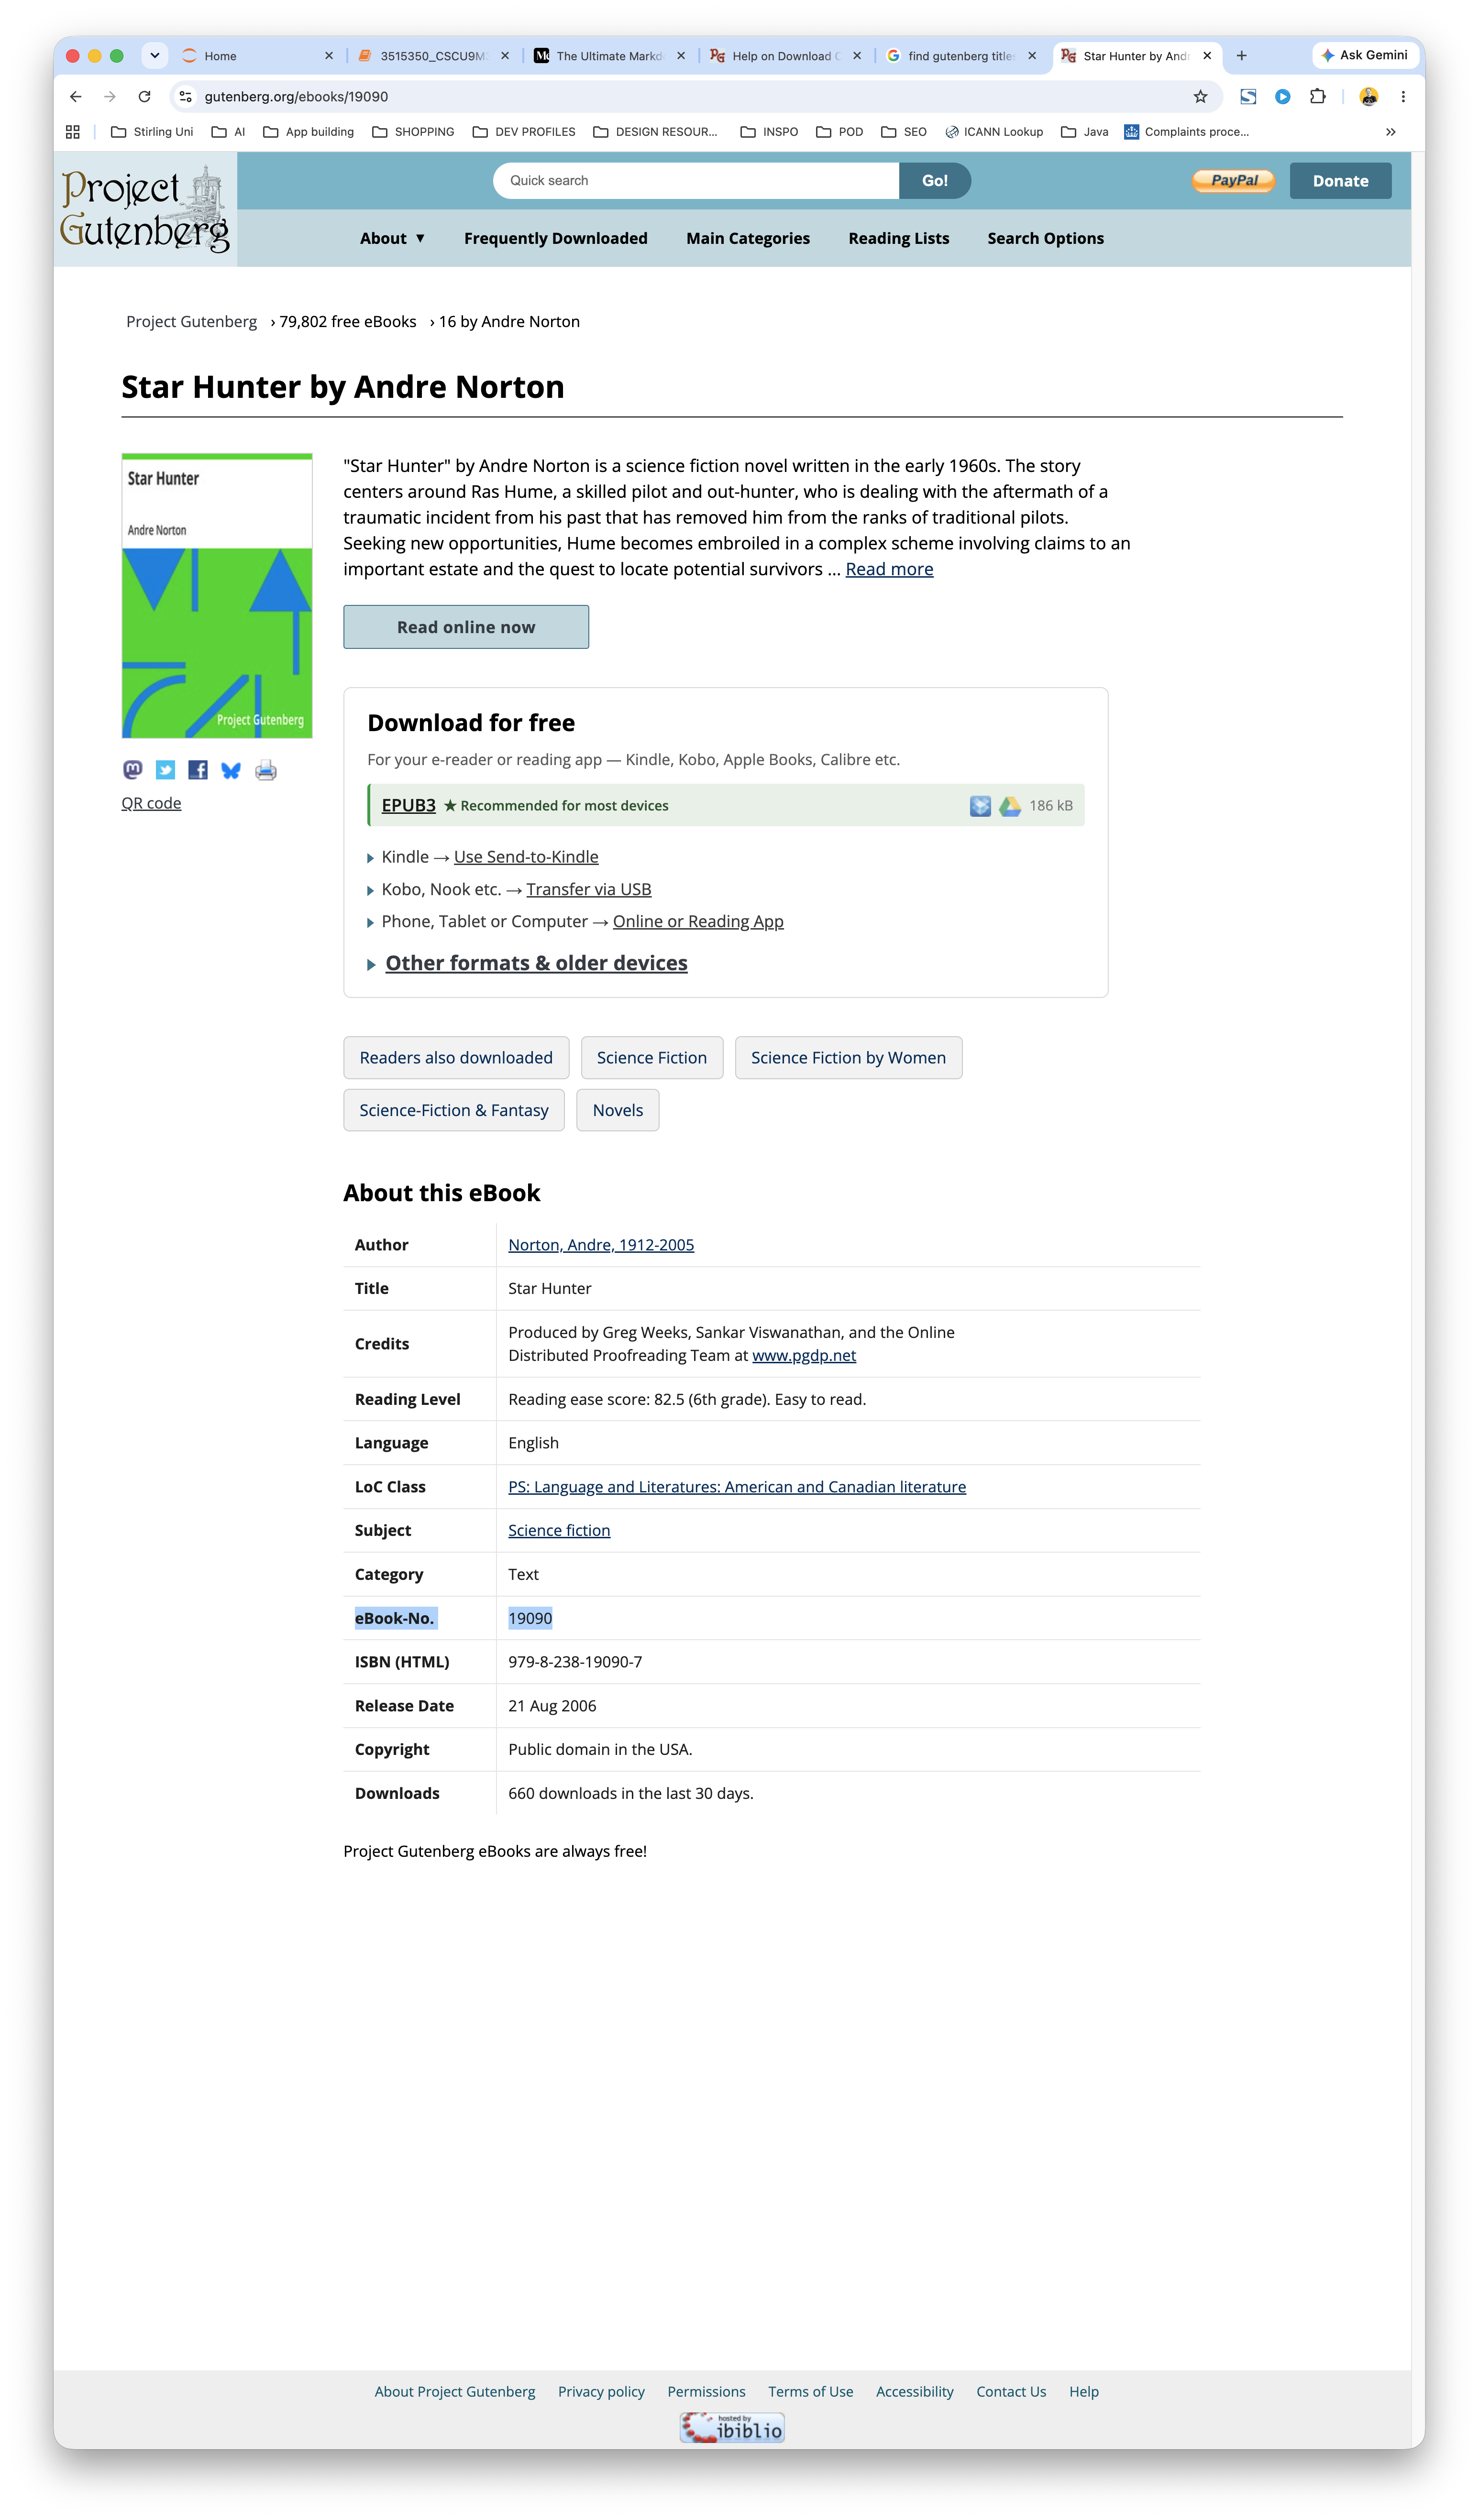 Home
3515350_CSCU9M
The Ultimate Markd
Help on Download
find gutenberg title
Star Hunter by Andr
Ask Gemini
gutenberg.org/ebooks/19090
Stirling Uni
AI
App building
SHOPPING
DEV PROFILES
DESIGN RESOUR...
INSPO
POD
SEO
ICANN Lookup
Java
Complaints proce...
Project
Gutenberg
Quick search
Go!
PayPal
Donate
About ▼
Frequently Downloaded
Main Categories
Reading Lists
Search Options
Project Gutenberg › 79,802 free eBooks › 16 by Andre Norton
Star Hunter by Andre Norton
Star Hunter
Andre Norton
Project Gutenberg
QR code
"Star Hunter" by Andre Norton is a science fiction novel written in the early 1960s. The story
centers around Ras Hume, a skilled pilot and out-hunter, who is dealing with the aftermath of a
traumatic incident from his past that has removed him from the ranks of traditional pilots.
Seeking new opportunities, Hume becomes embroiled in a complex scheme involving claims to an
important estate and the quest to locate potential survivors ... Read more
Read online now
Download for free
For your e-reader or reading app — Kindle, Kobo, Apple Books, Calibre etc.
EPUB3 ★ Recommended for most devices 186 kB
Kindle → Use Send-to-Kindle
Kobo, Nook etc. → Transfer via USB
Phone, Tablet or Computer → Online or Reading App
Other formats & older devices
Readers also downloaded
Science Fiction
Science Fiction by Women
Science-Fiction & Fantasy
Novels
About this eBook
Author Norton, Andre, 1912-2005
Title Star Hunter
Credits Produced by Greg Weeks, Sankar Viswanathan, and the Online
Distributed Proofreading Team at www.pgdp.net
Reading Level Reading ease score: 82.5 (6th grade). Easy to read.
Language English
LoC Class PS: Language and Literatures: American and Canadian literature
Subject Science fiction
Category Text
eBook-No. 19090
ISBN (HTML) 979-8-238-19090-7
Release Date 21 Aug 2006
Copyright Public domain in the USA.
Downloads 660 downloads in the last 30 days.
Project Gutenberg eBooks are always free!
About Project Gutenberg
Privacy policy
Permissions
Terms of Use
Accessibility
Contact Us
Help
hosted by
ibiblio